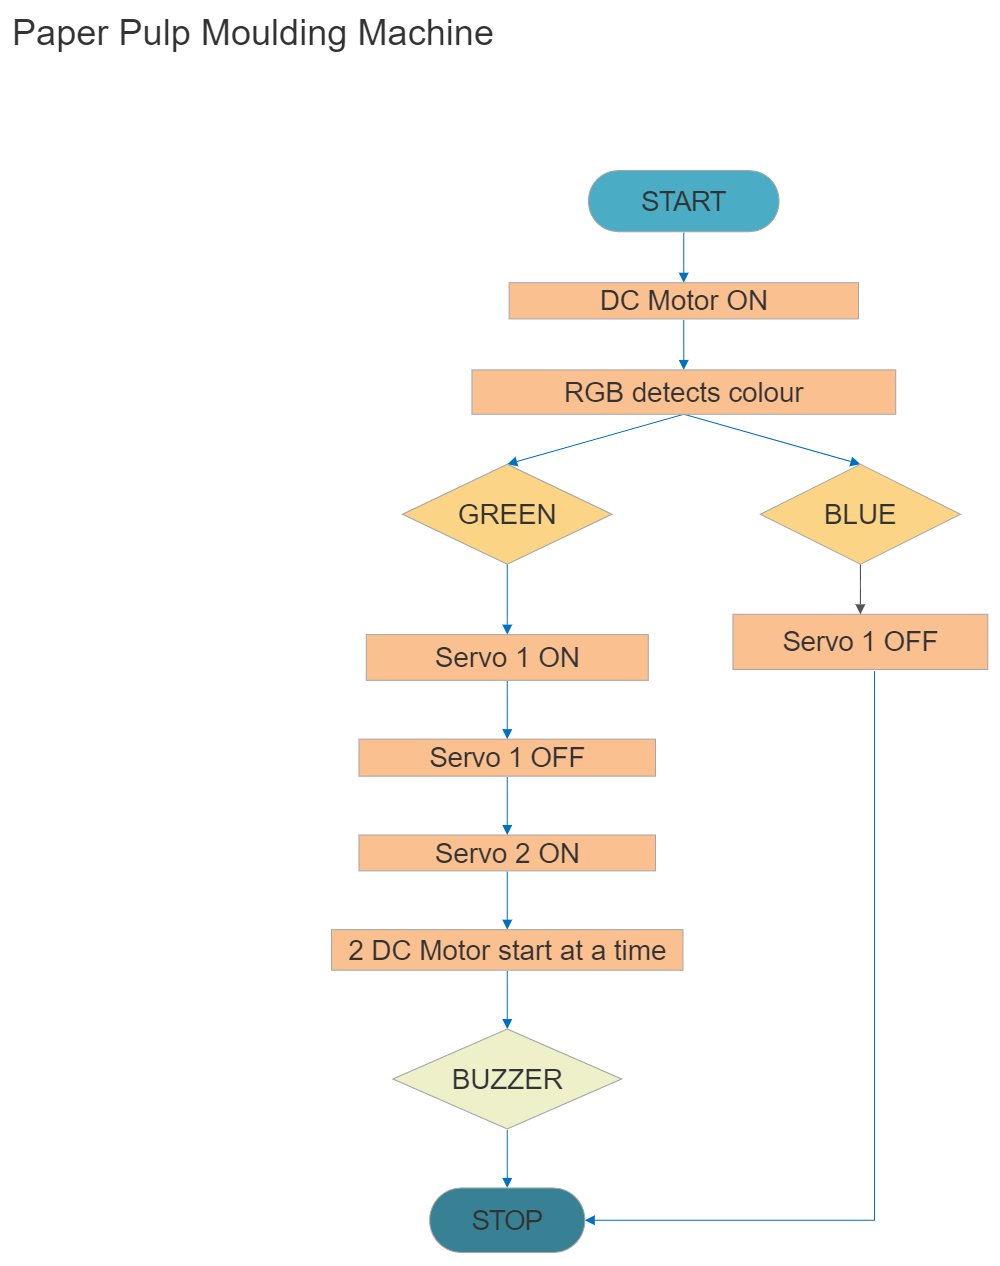 Paper Pulp Moulding Machine
START
DC Motor ON
RGB detects colour
GREEN
BLUE
Servo 1 ON
Servo 1 OFF
Servo 1 OFF
Servo 2 ON
2 DC Motor start at a time
BUZZER
STOP